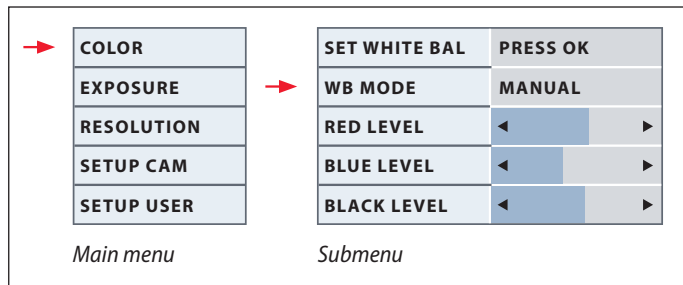 COLOR
EXPOSURE
RESOLUTION
SETUP CAM
SETUP USER
Main menu
SET WHITE BAL PRESS OK
WB MODE MANUAL
RED LEVEL
BLUE LEVEL
BLACK LEVEL
Submenu